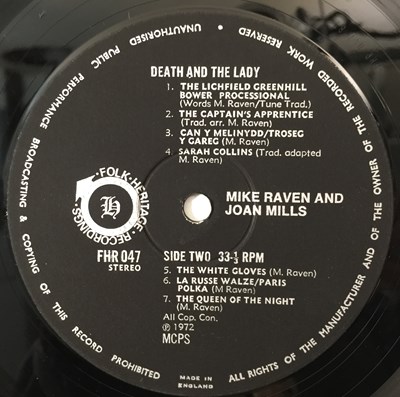 ALL RIGHTS OF THE MANUFACTURER AND OF THE OWNER OF THE RECORDED WORK RESERVED
UNAUTHORISED PUBLIC PERFORMANCE BROADCASTING & COPYING OF THIS RECORD PROHIBITED
DEATH AND THE LADY
1. THE LICHFIELD GREENHILL
BOWER PROCESSIONAL
(Words M. Raven/Tune Trad.)
2. THE CAPTAIN'S APPRENTICE
(Trad. arr. M. Raven)
3. CAN Y MELINYDD/TROSEG
Y GAREG (M. Raven)
4. SARAH COLLINS (Trad. adapted
M. Raven)
FOLK HERITAGE RECORDINGS
H
MIKE RAVEN AND
JOAN MILLS
FHR 047
STEREO
SIDE TWO 33-⅓ RPM
5. THE WHITE GLOVES (M. Raven)
6. LA RUSSE WALZE/PARIS
POLKA (M Raven)
7. THE QUEEN OF THE NIGHT
(M. Raven)
All Cop. Con.
℗ 1972
MCPS
MADE IN
ENGLAND